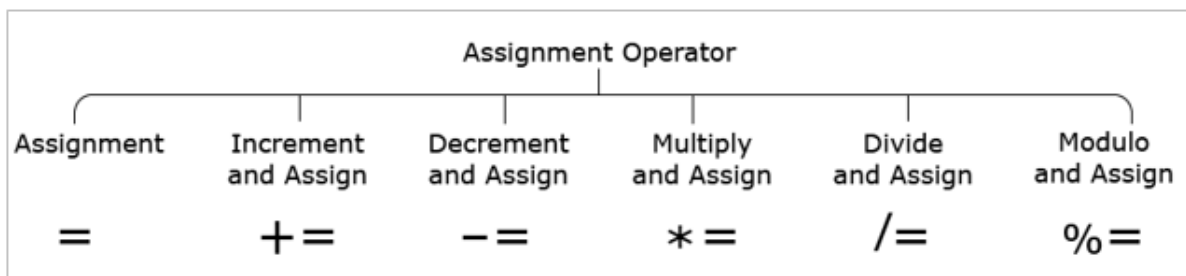 Assignment Operator
Assignment
Increment and Assign
Decrement and Assign
Multiply and Assign
Divide and Assign
Modulo and Assign
=
+=
-=
*=
/=
%=